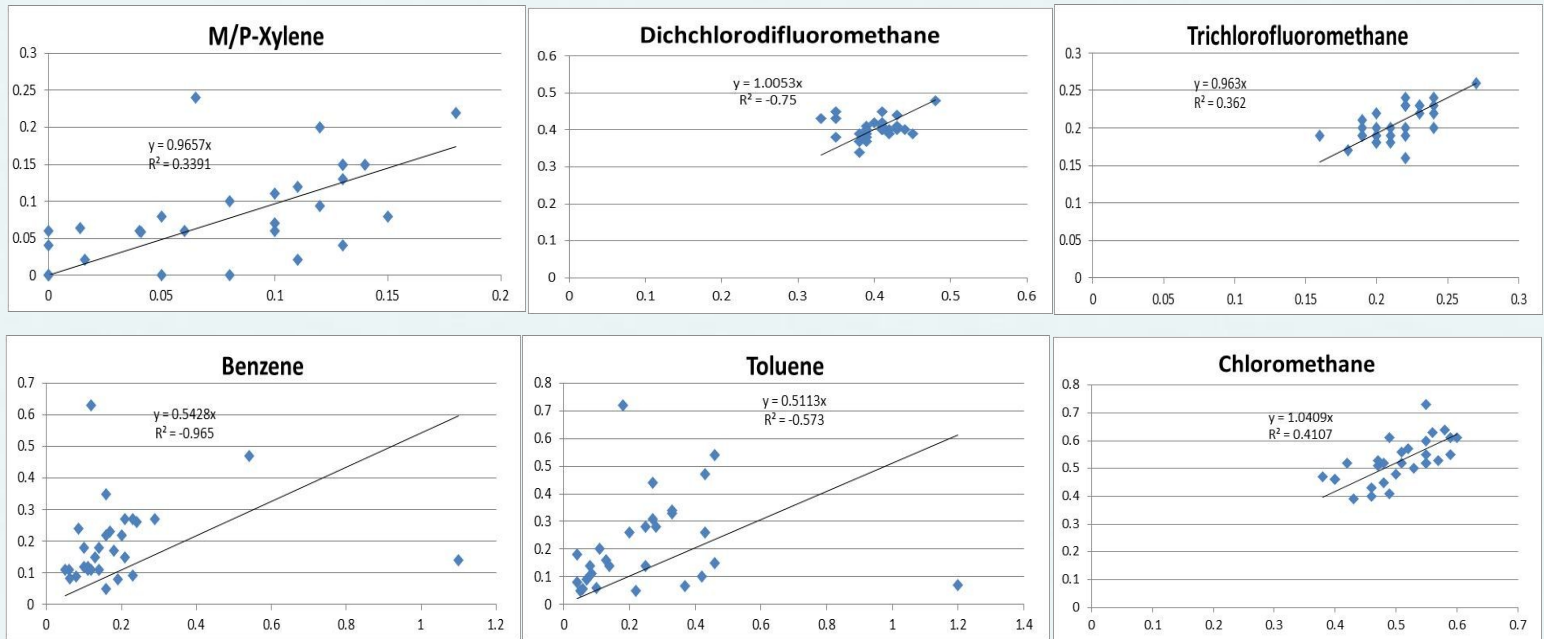 M/P-Xylene
0.3
0.25
0.2
0.15
0.1
0.05
0
y = 0.9657x
R² = 0.3391
0 0.05 0.1 0.15 0.2
Dichchlorodifluoromethane
0.6
0.5
0.4
0.3
0.2
0.1
0
y = 1.0053x
R² = -0.75
0 0.1 0.2 0.3 0.4 0.5 0.6
Trichlorofluoromethane
0.3
0.25
0.2
0.15
0.1
0.05
0
y = 0.963x
R² = 0.362
0 0.05 0.1 0.15 0.2 0.25 0.3
Benzene
0.7
0.6
0.5
0.4
0.3
0.2
0.1
0
y = 0.5428x
R² = -0.965
0 0.2 0.4 0.6 0.8 1 1.2
Toluene
0.8
0.7
0.6
0.5
0.4
0.3
0.2
0.1
0
y = 0.5113x
R² = -0.573
0 0.2 0.4 0.6 0.8 1 1.2 1.4
Chloromethane
0.8
0.7
0.6
0.5
0.4
0.3
0.2
0.1
0
y = 1.0409x
R² = 0.4107
0 0.1 0.2 0.3 0.4 0.5 0.6 0.7